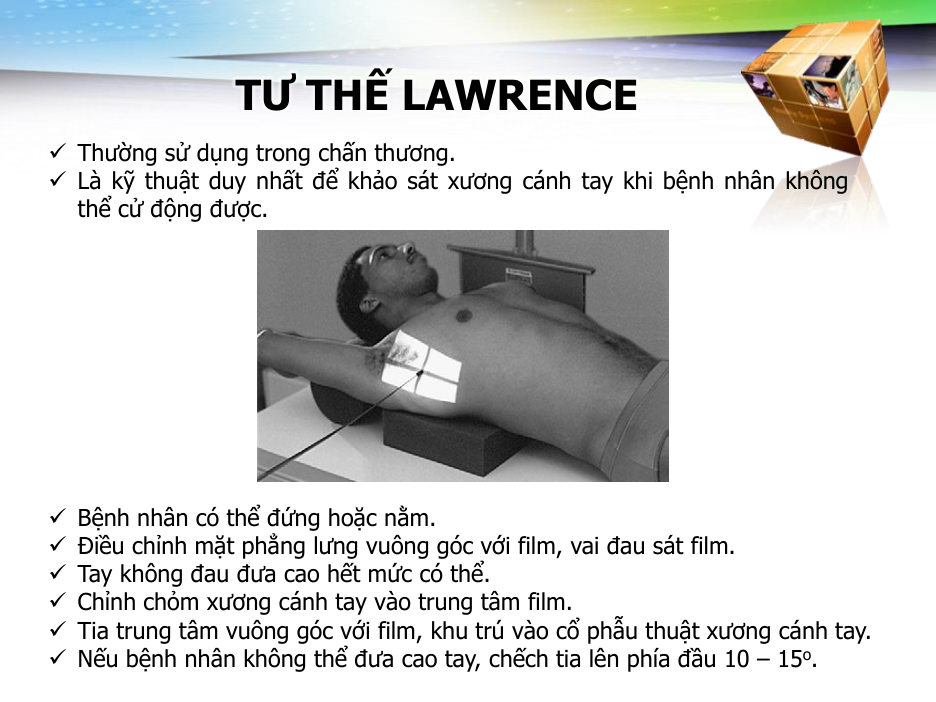 TƯ THẾ LAWRENCE
✓ Thường sử dụng trong chấn thương.
✓ Là kỹ thuật duy nhất để khảo sát xương cánh tay khi bệnh nhân không
thể cử động được.
✓ Bệnh nhân có thể đứng hoặc nằm.
✓ Điều chỉnh mặt phẳng lưng vuông góc với film, vai đau sát film.
✓ Tay không đau đưa cao hết mức có thể.
✓ Chỉnh chỏm xương cánh tay vào trung tâm film.
✓ Tia trung tâm vuông góc với film, khu trú vào cổ phẫu thuật xương cánh tay.
✓ Nếu bệnh nhân không thể đưa cao tay, chếch tia lên phía đầu 10 – 15º.